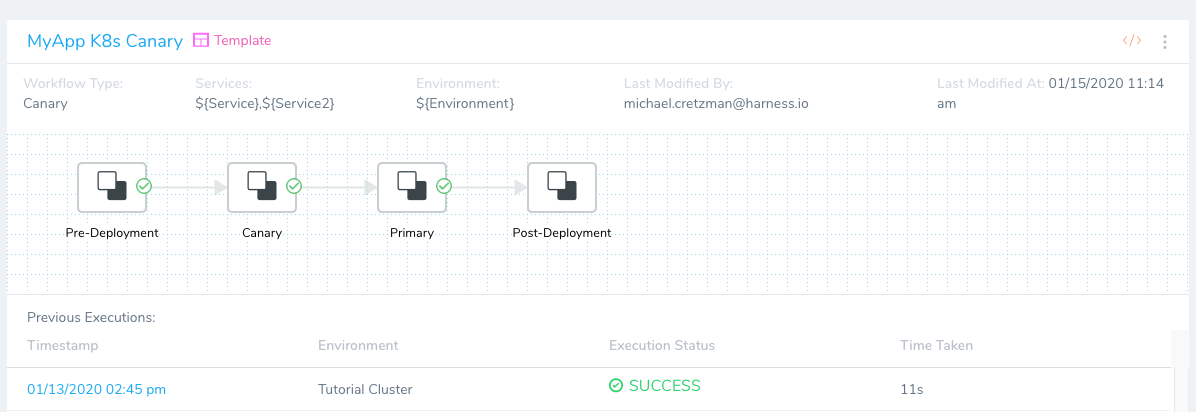 MyApp K8s Canary Template </>
Workflow Type: Services: Environment: Last Modified By: Last Modified At: 01/15/2020 11:14
Canary ${Service},${Service2} ${Environment} michael.cretzman@harness.io am
Pre-Deployment Canary Primary Post-Deployment
Previous Executions:
Timestamp Environment Execution Status Time Taken
01/13/2020 02:45 pm Tutorial Cluster SUCCESS 11s